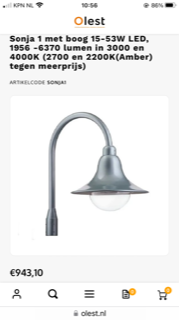 KPN NL
10:56
86%
Olest
Sonja 1 met boog 15-53W LED,
1956 -6370 lumen in 3000 en
4000K (2700 en 2200K(Amber)
tegen meerprijs)
ARTIKELCODE SONJA1
€943,10
olest.nl